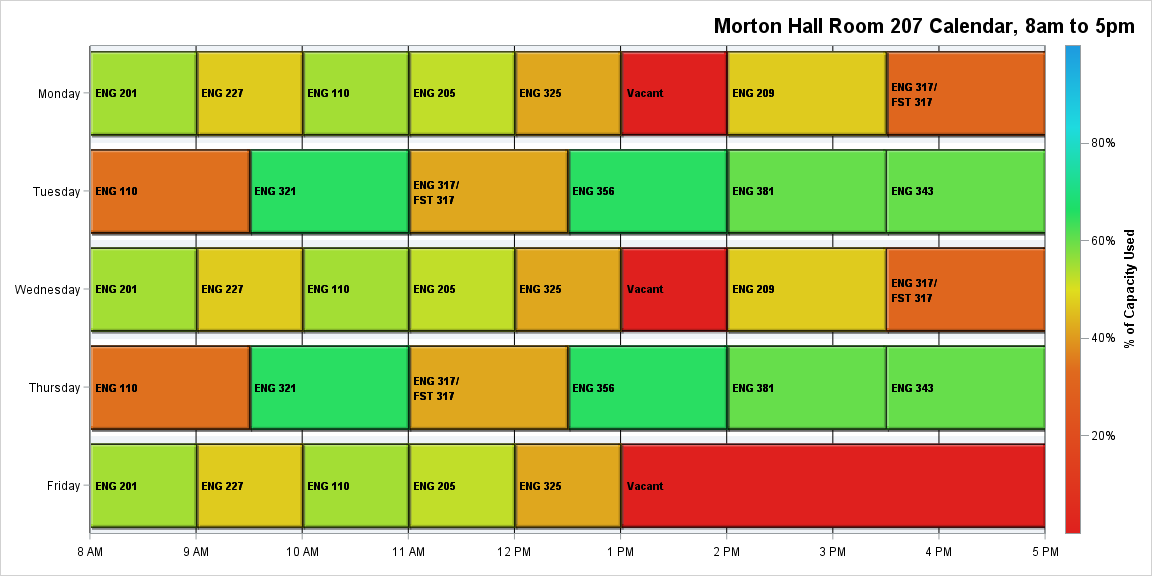 Morton Hall Room 207 Calendar, 8am to 5pm
Monday
ENG 201
ENG 227
ENG 110
ENG 205
ENG 325
Vacant
ENG 209
ENG 317/
FST 317
Tuesday
ENG 110
ENG 321
ENG 317/
FST 317
ENG 356
ENG 381
ENG 343
Wednesday
ENG 201
ENG 227
ENG 110
ENG 205
ENG 325
Vacant
ENG 209
ENG 317/
FST 317
Thursday
ENG 110
ENG 321
ENG 317/
FST 317
ENG 356
ENG 381
ENG 343
Friday
ENG 201
ENG 227
ENG 110
ENG 205
ENG 325
Vacant
8 AM
9 AM
10 AM
11 AM
12 PM
1 PM
2 PM
3 PM
4 PM
5 PM
80%
60%
40%
20%
% of Capacity Used